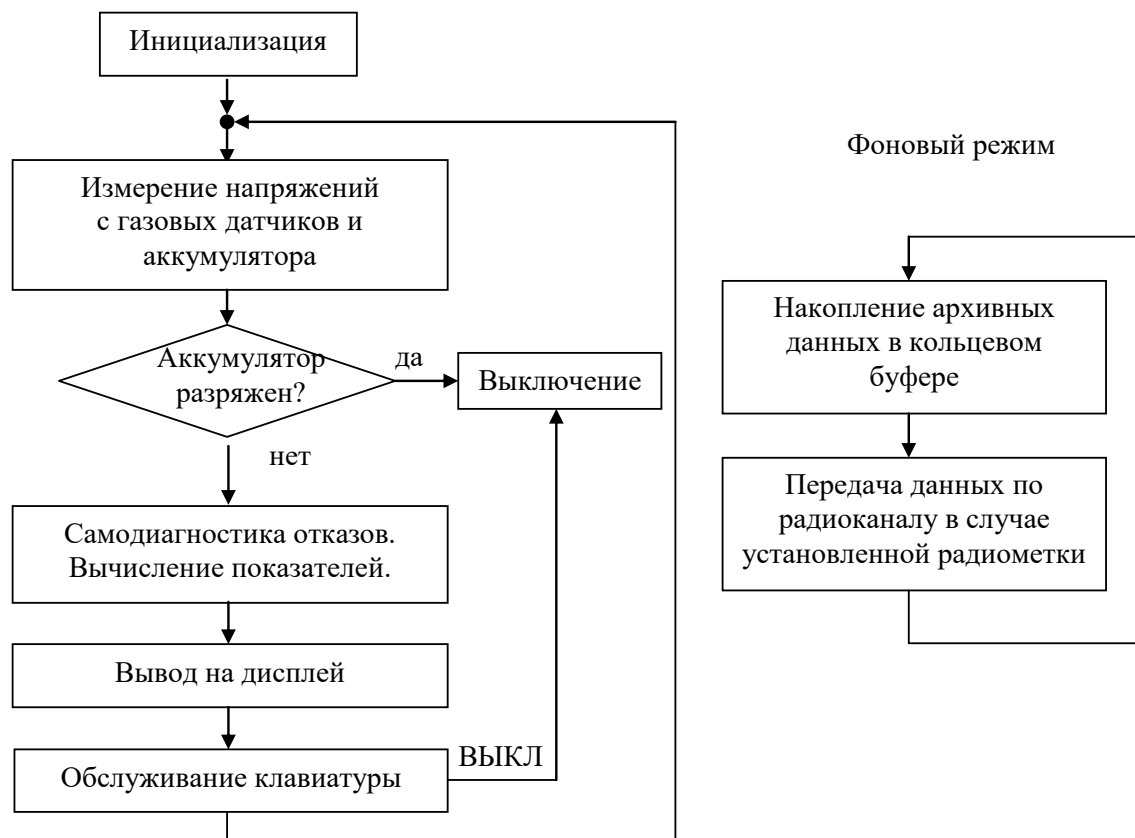 Инициализация
Измерение напряжений
с газовых датчиков и
аккумулятора
Аккумулятор
разряжен?
да
Выключение
нет
Самодиагностика отказов.
Вычисление показателей.
Вывод на дисплей
Обслуживание клавиатуры
ВЫКЛ
Фоновый режим
Накопление архивных
данных в кольцевом
буфере
Передача данных по
радиоканалу в случае
установленной радиометки